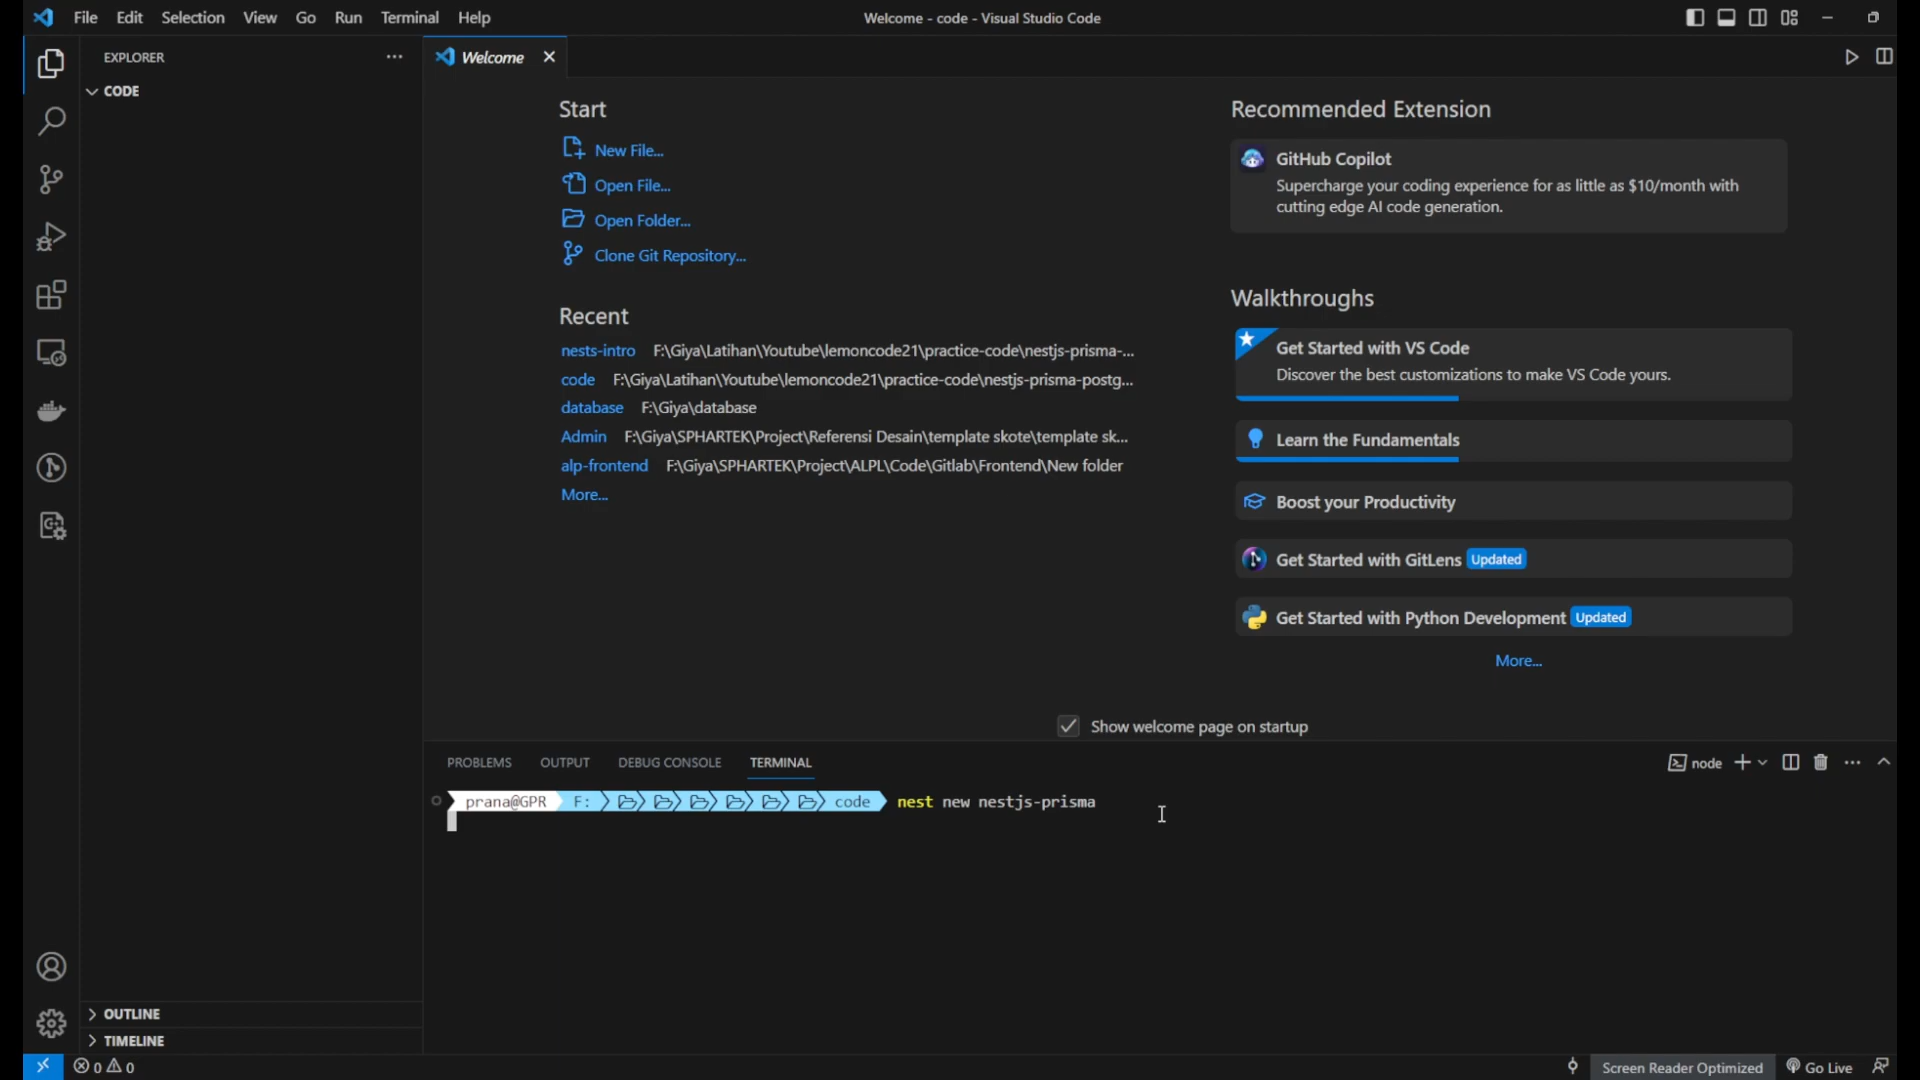 File Edit Selection View Go Run Terminal Help
Welcome - code - Visual Studio Code
EXPLORER
CODE
OUTLINE
TIMELINE
Welcome
Start
New File...
Open File...
Open Folder...
Clone Git Repository...
Recent
nests-intro F:\Giya\Latihan\Youtube\lemoncode21\practice-code\nestjs-prisma-...
code F:\Giya\Latihan\Youtube\lemoncode21\practice-code\nestjs-prisma-postg...
database F:\Giya\database
Admin F:\Giya\SPHARTEK\Project\Referensi Desain\template skote\template sk...
alp-frontend F:\Giya\SPHARTEK\Project\ALPL\Code\Gitlab\Frontend\New folder
More...
Recommended Extension
GitHub Copilot
Supercharge your coding experience for as little as $10/month with
cutting edge AI code generation.
Walkthroughs
Get Started with VS Code
Discover the best customizations to make VS Code yours.
Learn the Fundamentals
Boost your Productivity
Get Started with GitLens Updated
Get Started with Python Development Updated
More...
Show welcome page on startup
PROBLEMS OUTPUT DEBUG CONSOLE TERMINAL
node
prana@GPR F: code nest new nestjs-prisma
0 0
Screen Reader Optimized Go Live